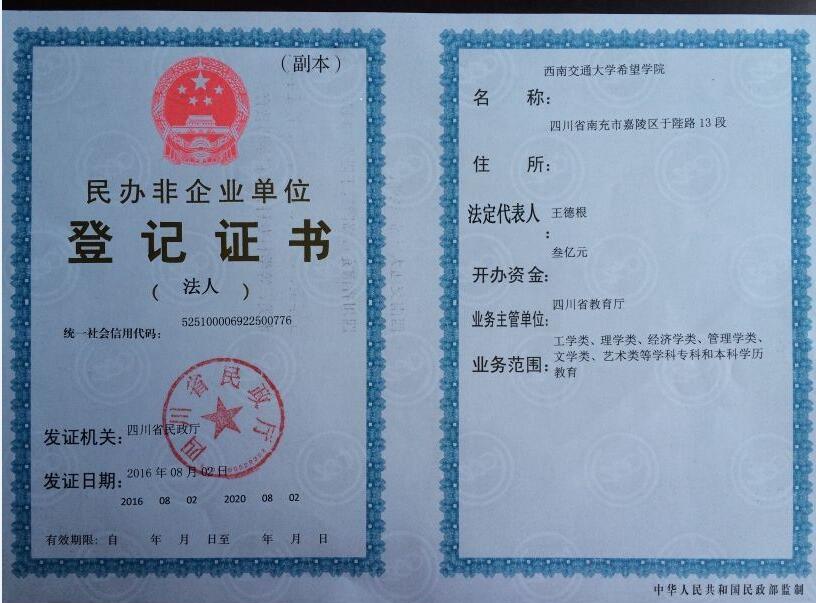 （副本）
民办非企业单位
登记证书
（ 法人 ）
统一社会信用代码： 525100006922500776
四川省民政厅
发证机关：四川省民政厅
发证日期：2016 年 08 月 02 日
2016 08 02 2020 08 02
有效期限：自 年 月 日至 年 月 日
西南交通大学希望学院
名 称：
四川省南充市嘉陵区于陛路 13 段
住 所：
法定代表人： 王德根
叁亿元
开办资金：
四川省教育厅
业务主管单位：
工学类、理学类、经济学类、管理学类、
业务范围：文学类、艺术类等学科专科和本科学历
教育
中华人民共和国民政部监制